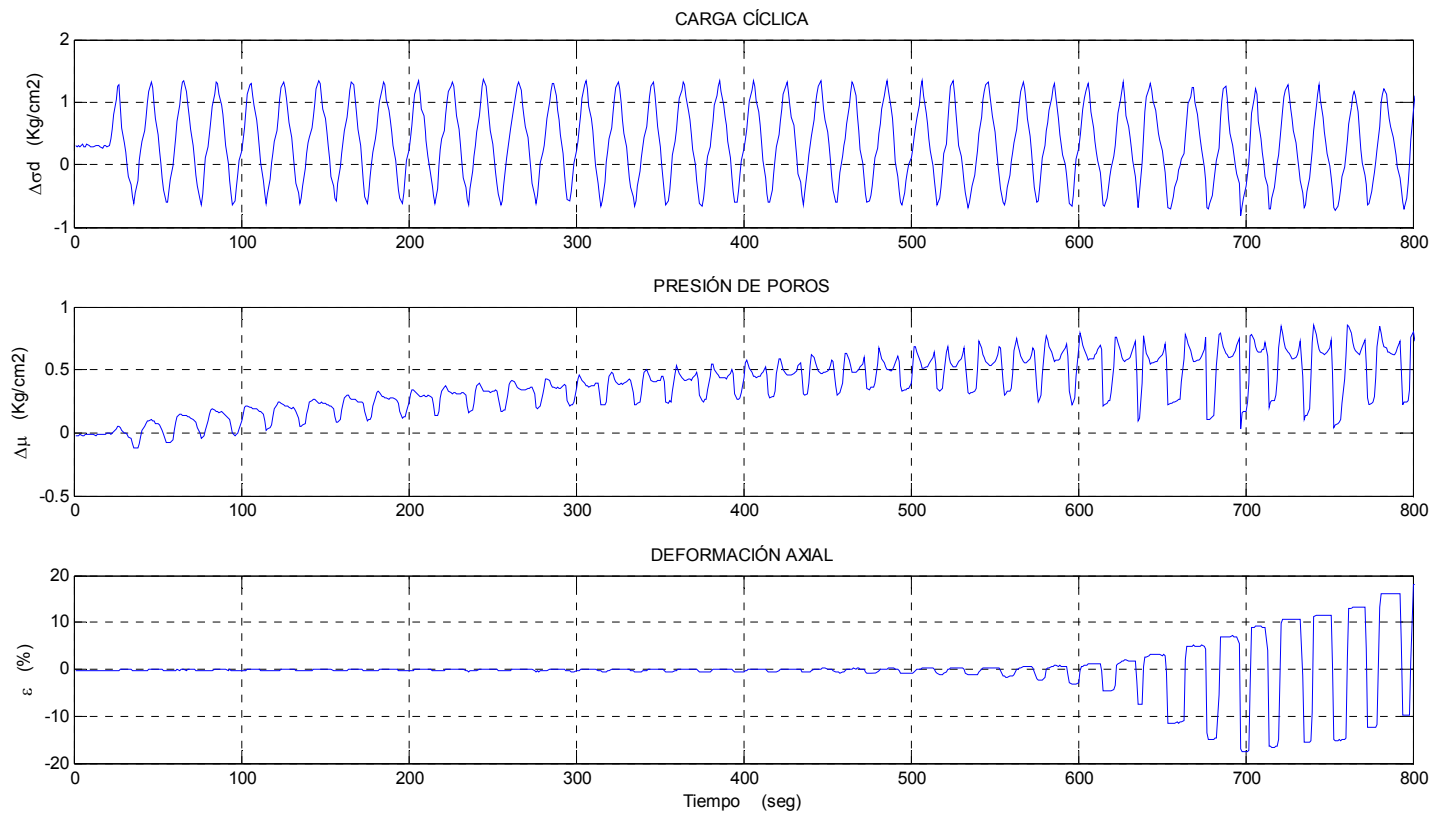 CARGA CÍCLICA
Δσd (Kg/cm2)
2
1
0
-1
0 100 200 300 400 500 600 700 800
PRESIÓN DE POROS
Δμ (Kg/cm2)
1
0.5
0
-0.5
0 100 200 300 400 500 600 700 800
DEFORMACIÓN AXIAL
ε (%)
20
10
0
-10
-20
0 100 200 300 400 500 600 700 800
Tiempo (seg)